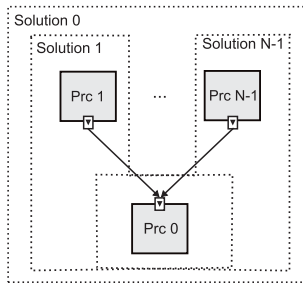 Solution 0
Solution 1
Solution N-1
Prc 1
...
Prc N-1
Prc 0